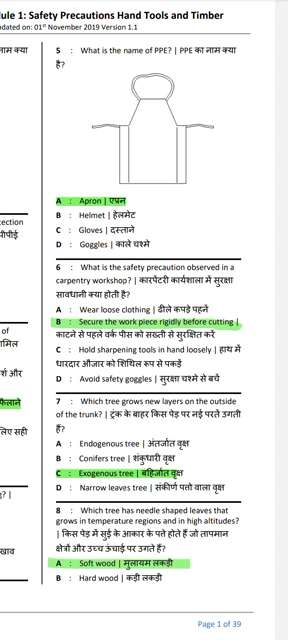 ule 1: Safety Precautions Hand Tools and Timber
dated on: 01st November 2019 Version 1.1
नाम क्या
ection
पीपीई
of
शामिल
र्श और
फैलाने
लिए सही
g? |
खाव
5 : What is the name of PPE? | PPE का नाम क्या
है?
A : Apron | एप्रन
B : Helmet | हेलमेट
C : Gloves | दस्ताने
D : Goggles | काले चश्मे
6 : What is the safety precaution observed in a
carpentry workshop? | कारपेंटरी कार्यशाला में सुरक्षा
सावधानी क्या होती है?
A : Wear loose clothing | ढीले कपड़े पहनें
B : Secure the work piece rigidly before cutting |
काटने से पहले वर्क पीस को सख्ती से सुरक्षित करें
C : Hold sharpening tools in hand loosely | हाथ में
धारदार औजार को शिथिल रूप से पकड़ें
D : Avoid safety goggles | सुरक्षा चश्मे से बचें
7 : Which tree grows new layers on the outside
of the trunk? | ट्रंक के बाहर किस पेड़ पर नई परतें उगती
हैं?
A : Endogenous tree | अंतर्जात वृक्ष
B : Conifers tree | शंकुधारी वृक्ष
C : Exogenous tree | बहिर्जात वृक्ष
D : Narrow leaves tree | संकीर्ण पत्तो वाला वृक्ष
8 : Which tree has needle shaped leaves that
grows in temperature regions and in high altitudes?
| किस पेड़ में सुई के आकार के पत्ते होते हैं जो तापमान
क्षेत्रों और उच्च ऊंचाई पर उगते हैं?
A : Soft wood | मुलायम लकड़ी
B : Hard wood | कड़ी लकड़ी
Page 1 of 39